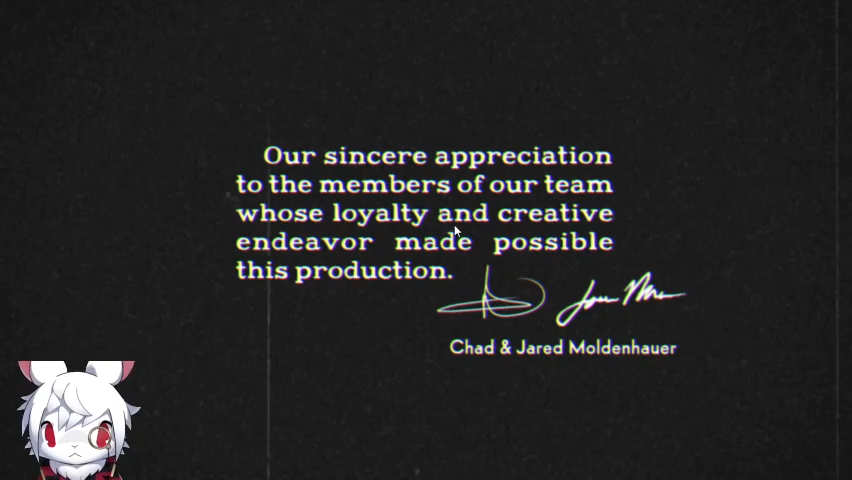 Our sincere appreciation
to the members of our team
whose loyalty and creative
endeavor made possible
this production.
Chad & Jared Moldenhauer